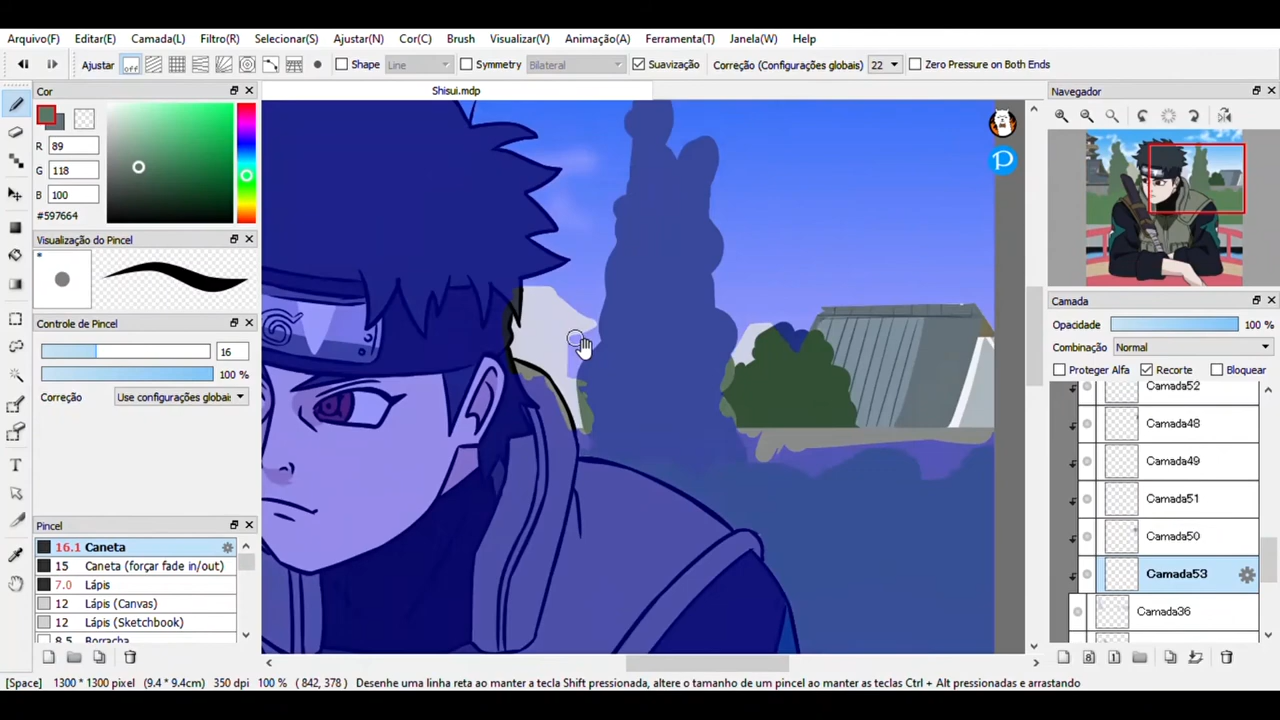 Arquivo(F) Editar(E) Camada(L) Filtro(R) Selecionar(S) Ajustar(N) Cor(C) Brush Visualizar(V) Animação(A) Ferramenta(T) Janela(W) Help
Ajustar off Shape Line Symmetry Bilateral Suavização Correção (Configurações globais) 22 Zero Pressure on Both Ends
Cor
Shisui.mdp
Navegador
R 89
G 118
B 100
#597664
Visualização do Pincel
Controle de Pincel
16
100 %
Correção Use configurações globais
Pincel
16.1 Caneta
15 Caneta (forçar fade in/out)
7.0 Lápis
12 Lápis (Canvas)
12 Lápis (Sketchbook)
8.5 Borracha
P
Camada
Opacidade 100 %
Combinação Normal
Proteger Alfa Recorte Bloquear
Camada52
Camada48
Camada49
Camada51
Camada50
Camada53
Camada36
[Space] 1300 * 1300 pixel (9.4 * 9.4cm) 350 dpi 100 % ( 842, 378 ) Desenhe uma linha reta ao manter a tecla Shift pressionada, altere o tamanho de um pincel ao manter as teclas Ctrl + Alt pressionadas e arrastando